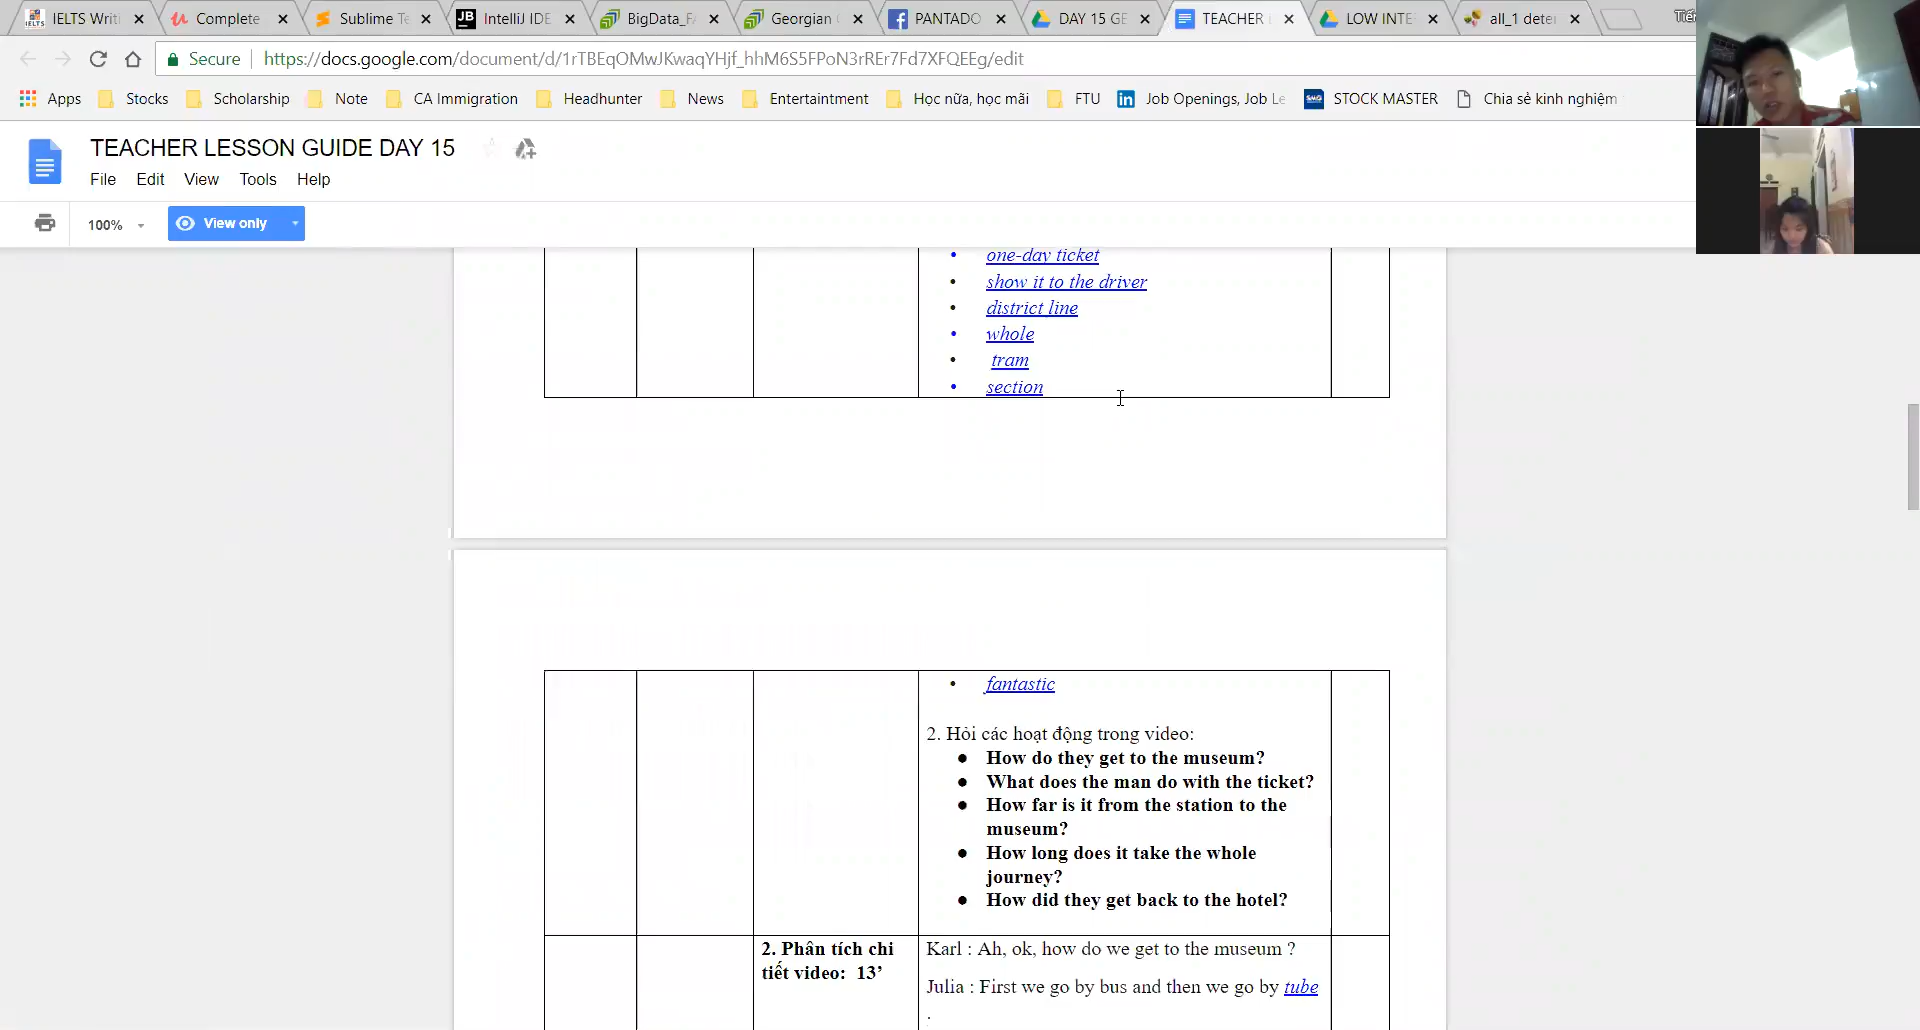 IELTS Writi
Complete
Sublime Te
IntelliJ IDE
BigData_FA
Georgian
PANTADO
DAY 15 GE
TEACHER L
LOW INTE
all_1 deter
Secure https://docs.google.com/document/d/1rTBEqOMwJKwaqYHjf_hhM6S5FPoN3rREr7Fd7XFQEEg/edit
Apps Stocks Scholarship Note CA Immigration Headhunter News Entertaintment Học nữa, học mãi FTU Job Openings, Job Le STOCK MASTER Chia sẻ kinh nghiệm
TEACHER LESSON GUIDE DAY 15
File Edit View Tools Help
100% View only
• one-day ticket
• show it to the driver
• district line
• whole
• tram
• section
• fantastic
2. Hỏi các hoạt động trong video:
● How do they get to the museum?
● What does the man do with the ticket?
● How far is it from the station to the
museum?
● How long does it take the whole
journey?
● How did they get back to the hotel?
2. Phân tích chi
tiết video: 13’
Karl : Ah, ok, how do we get to the museum ?
Julia : First we go by bus and then we go by tube
.